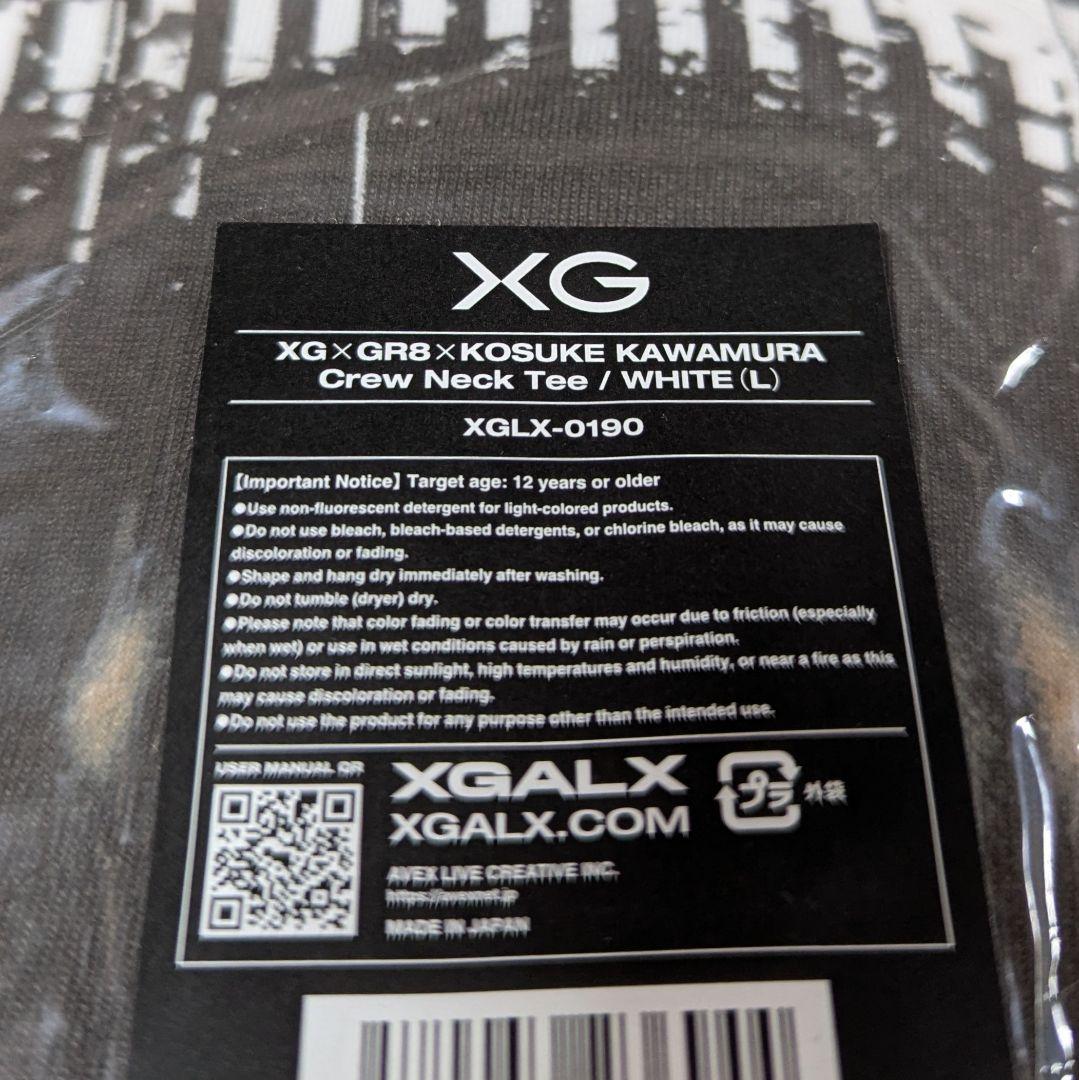 XG
XG×GR8×KOSUKE KAWAMURA
Crew Neck Tee / WHITE（L）
XGLX-0190
【Important Notice】Target age: 12 years or older
●Use non-fluorescent detergent for light-colored products.
●Do not use bleach, bleach-based detergents, or chlorine bleach, as it may cause
discoloration or fading.
●Shape and hang dry immediately after washing.
●Do not tumble (dryer) dry.
●Please note that color fading or color transfer may occur due to friction (especially
when wet) or use in wet conditions caused by rain or perspiration.
●Do not store in direct sunlight, high temperatures and humidity, or near a fire as this
may cause discoloration or fading.
●Do not use the product for any purpose other than the intended use.
USER MANUAL QR
XGALX
XGALX.COM
プラ 外袋
AVEX LIVE CREATIVE INC.
https://avexnet.jp
MADE IN JAPAN